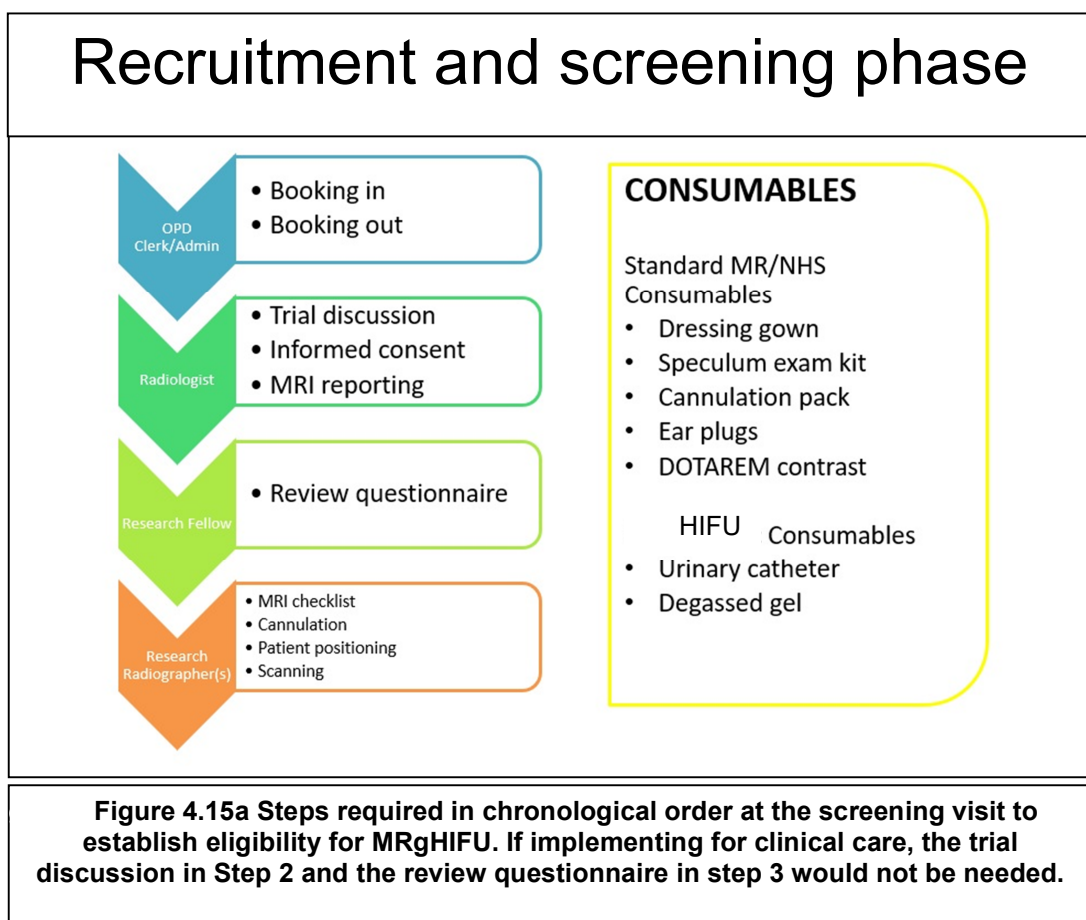 Recruitment and screening phase
OPD
Clerk/Admin
• Booking in
• Booking out
Radiologist
• Trial discussion
• Informed consent
• MRI reporting
Research Fellow
• Review questionnaire
Research
Radiographer(s)
• MRI checklist
• Cannulation
• Patient positioning
• Scanning
CONSUMABLES
Standard MR/NHS
Consumables
• Dressing gown
• Speculum exam kit
• Cannulation pack
• Ear plugs
• DOTAREM contrast
HIFU Consumables
• Urinary catheter
• Degassed gel
Figure 4.15a Steps required in chronological order at the screening visit to
establish eligibility for MRgHIFU. If implementing for clinical care, the trial
discussion in Step 2 and the review questionnaire in step 3 would not be needed.